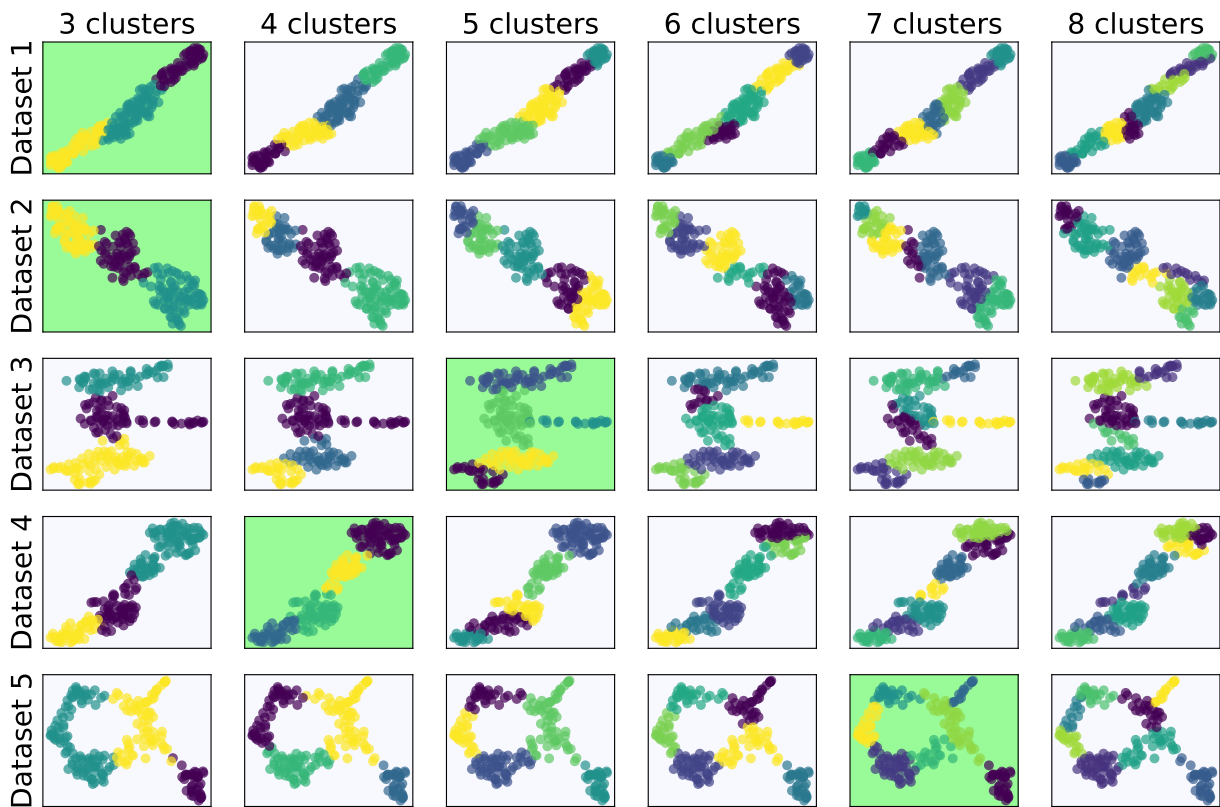 3 clusters 4 clusters 5 clusters 6 clusters 7 clusters 8 clusters
Dataset 1
Dataset 2
Dataset 3
Dataset 4
Dataset 5